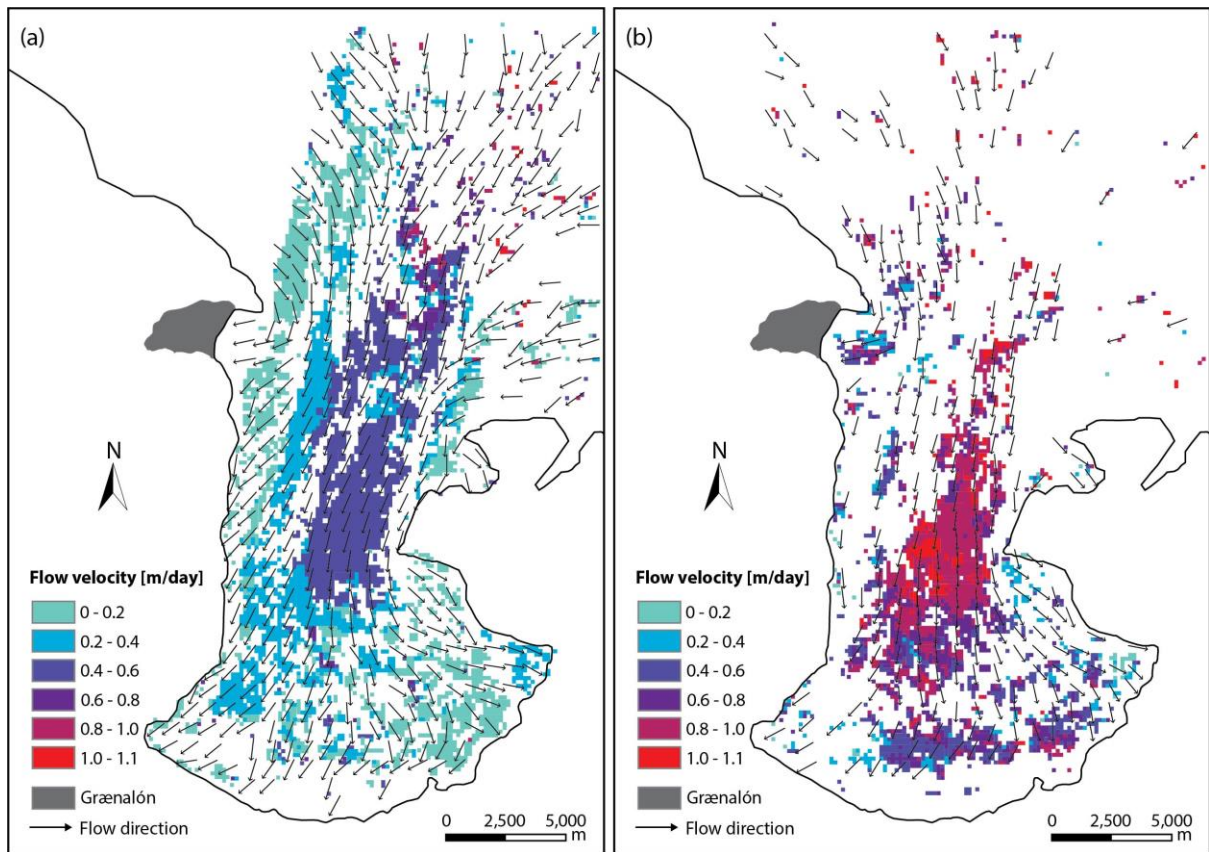 (a)
N
Flow velocity [m/day]
0 - 0.2
0.2 - 0.4
0.4 - 0.6
0.6 - 0.8
0.8 - 1.0
1.0 - 1.1
Grænalón
Flow direction
0 2,500 5,000
m
(b)
N
Flow velocity [m/day]
0 - 0.2
0.2 - 0.4
0.4 - 0.6
0.6 - 0.8
0.8 - 1.0
1.0 - 1.1
Grænalón
Flow direction
0 2,500 5,000
m